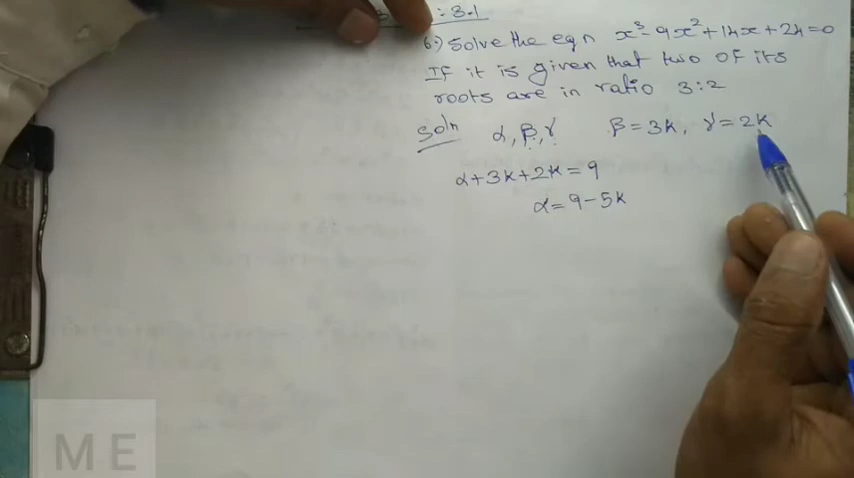 : 3.1
6.) Solve the eqn x³-9x²+14x+24=0
If it is given that two of its
roots are in ratio 3:2
Soln α, β, γ β=3k, γ=2k
α+3k+2k=9
α=9-5k
ME